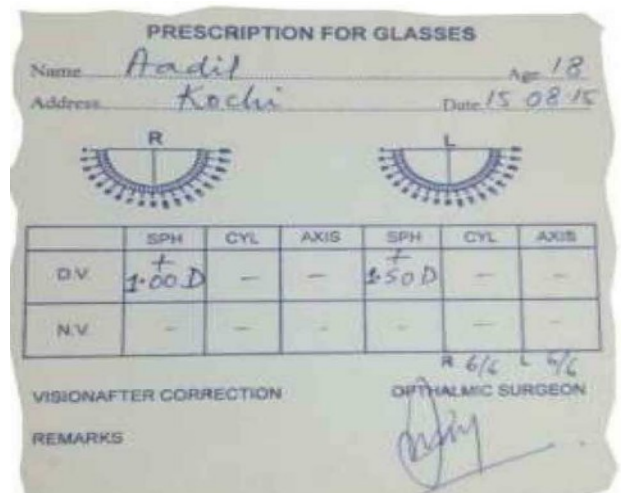 PRESCRIPTION FOR GLASSES
Name Aadil Age 18
Address Kochi Date 15 08 15
R L
SPH CYL AXIS SPH CYL AXIS
D.V. + 1.00 D — — + 1.50 D — —
N.V. — — — — — —
R 6/6 L 6/6
VISIONAFTER CORRECTION OPTHALMIC SURGEON
REMARKS